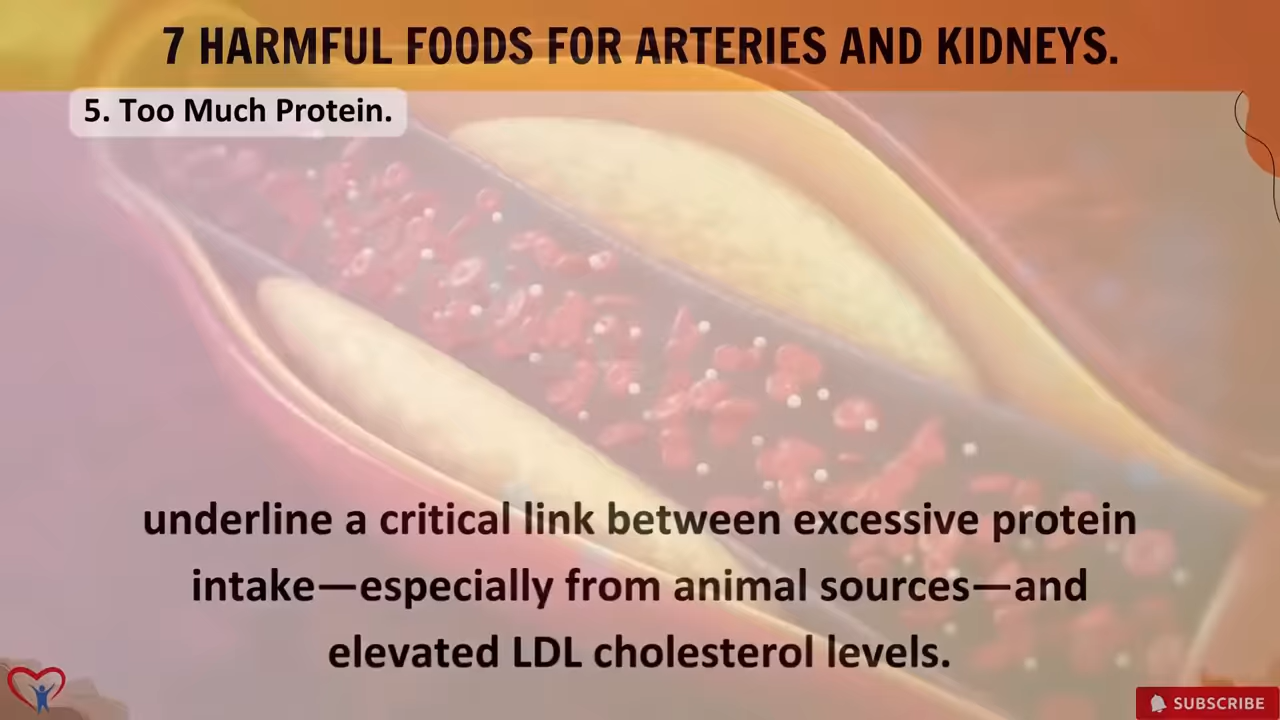 7 HARMFUL FOODS FOR ARTERIES AND KIDNEYS.
5. Too Much Protein.
underline a critical link between excessive protein
intake—especially from animal sources—and
elevated LDL cholesterol levels.
SUBSCRIBE